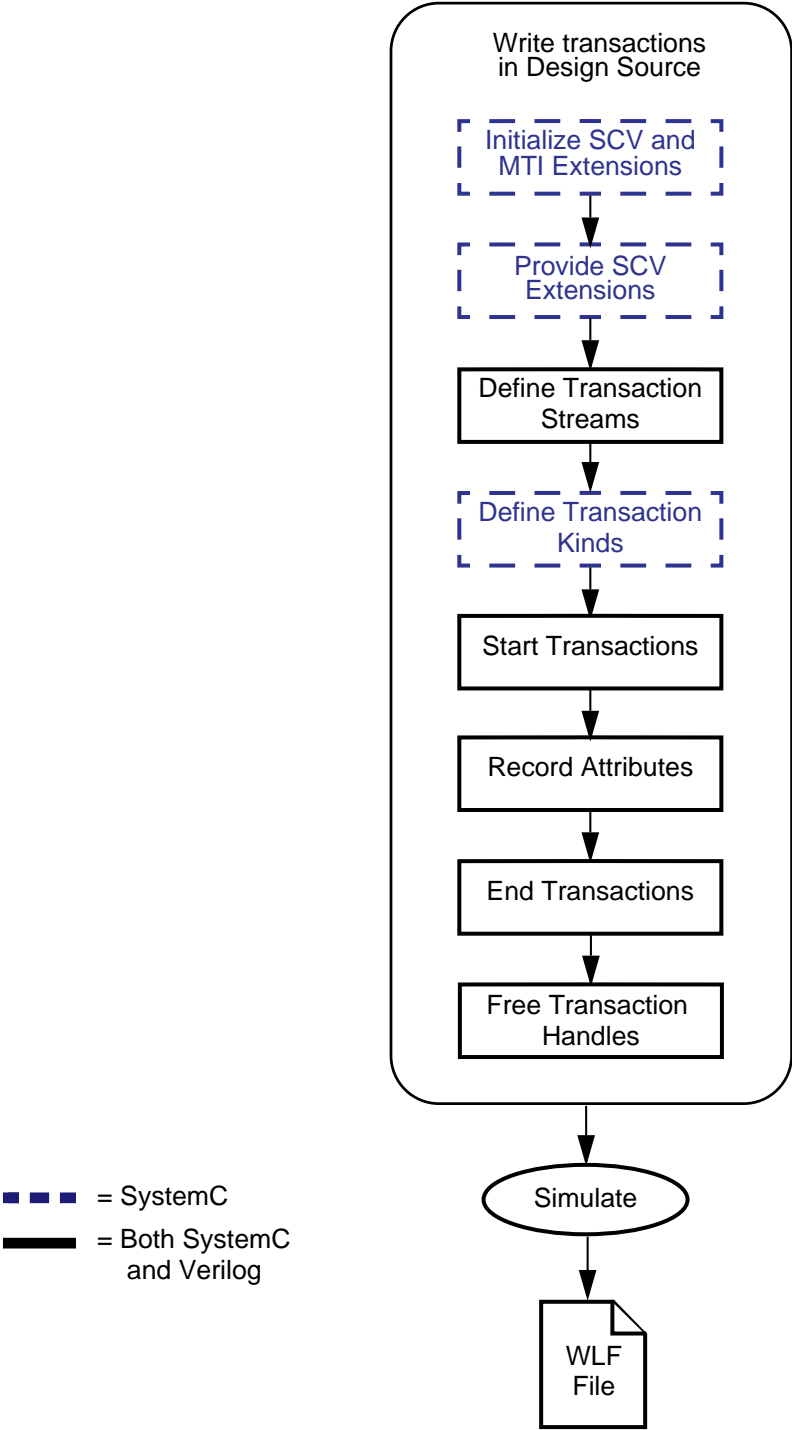 Write transactions
in Design Source
Initialize SCV and
MTI Extensions
Provide SCV
Extensions
Define Transaction
Streams
Define Transaction
Kinds
Start Transactions
Record Attributes
End Transactions
Free Transaction
Handles
Simulate
= SystemC
= Both SystemC
and Verilog
WLF
File